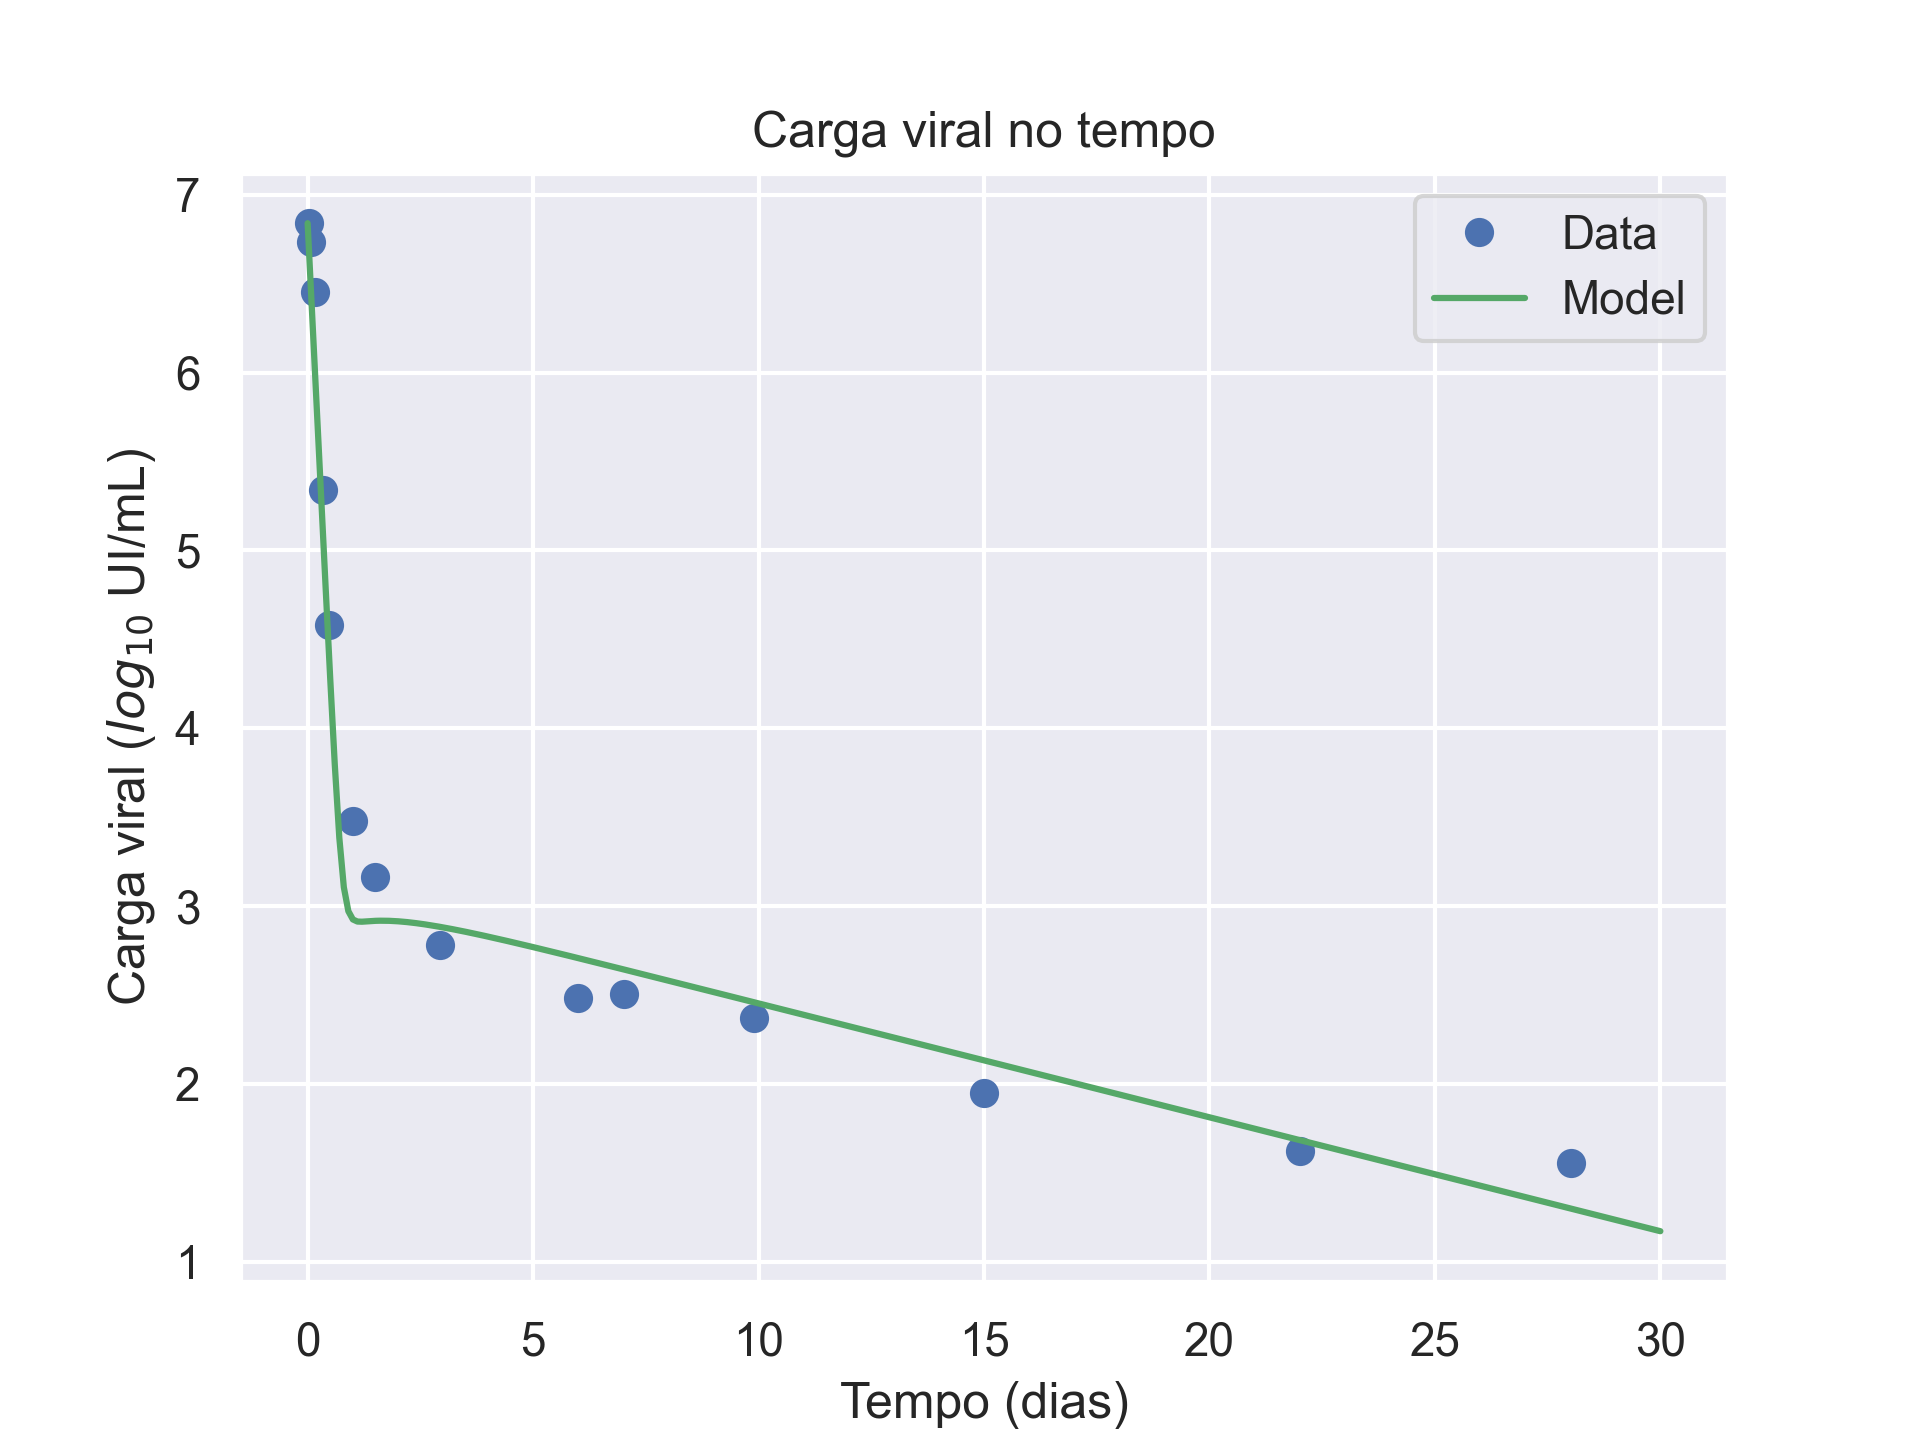 Carga viral no tempo
Data
Model
Carga viral (log₁₀ UI/mL)
7
6
5
4
3
2
1
0 5 10 15 20 25 30
Tempo (dias)